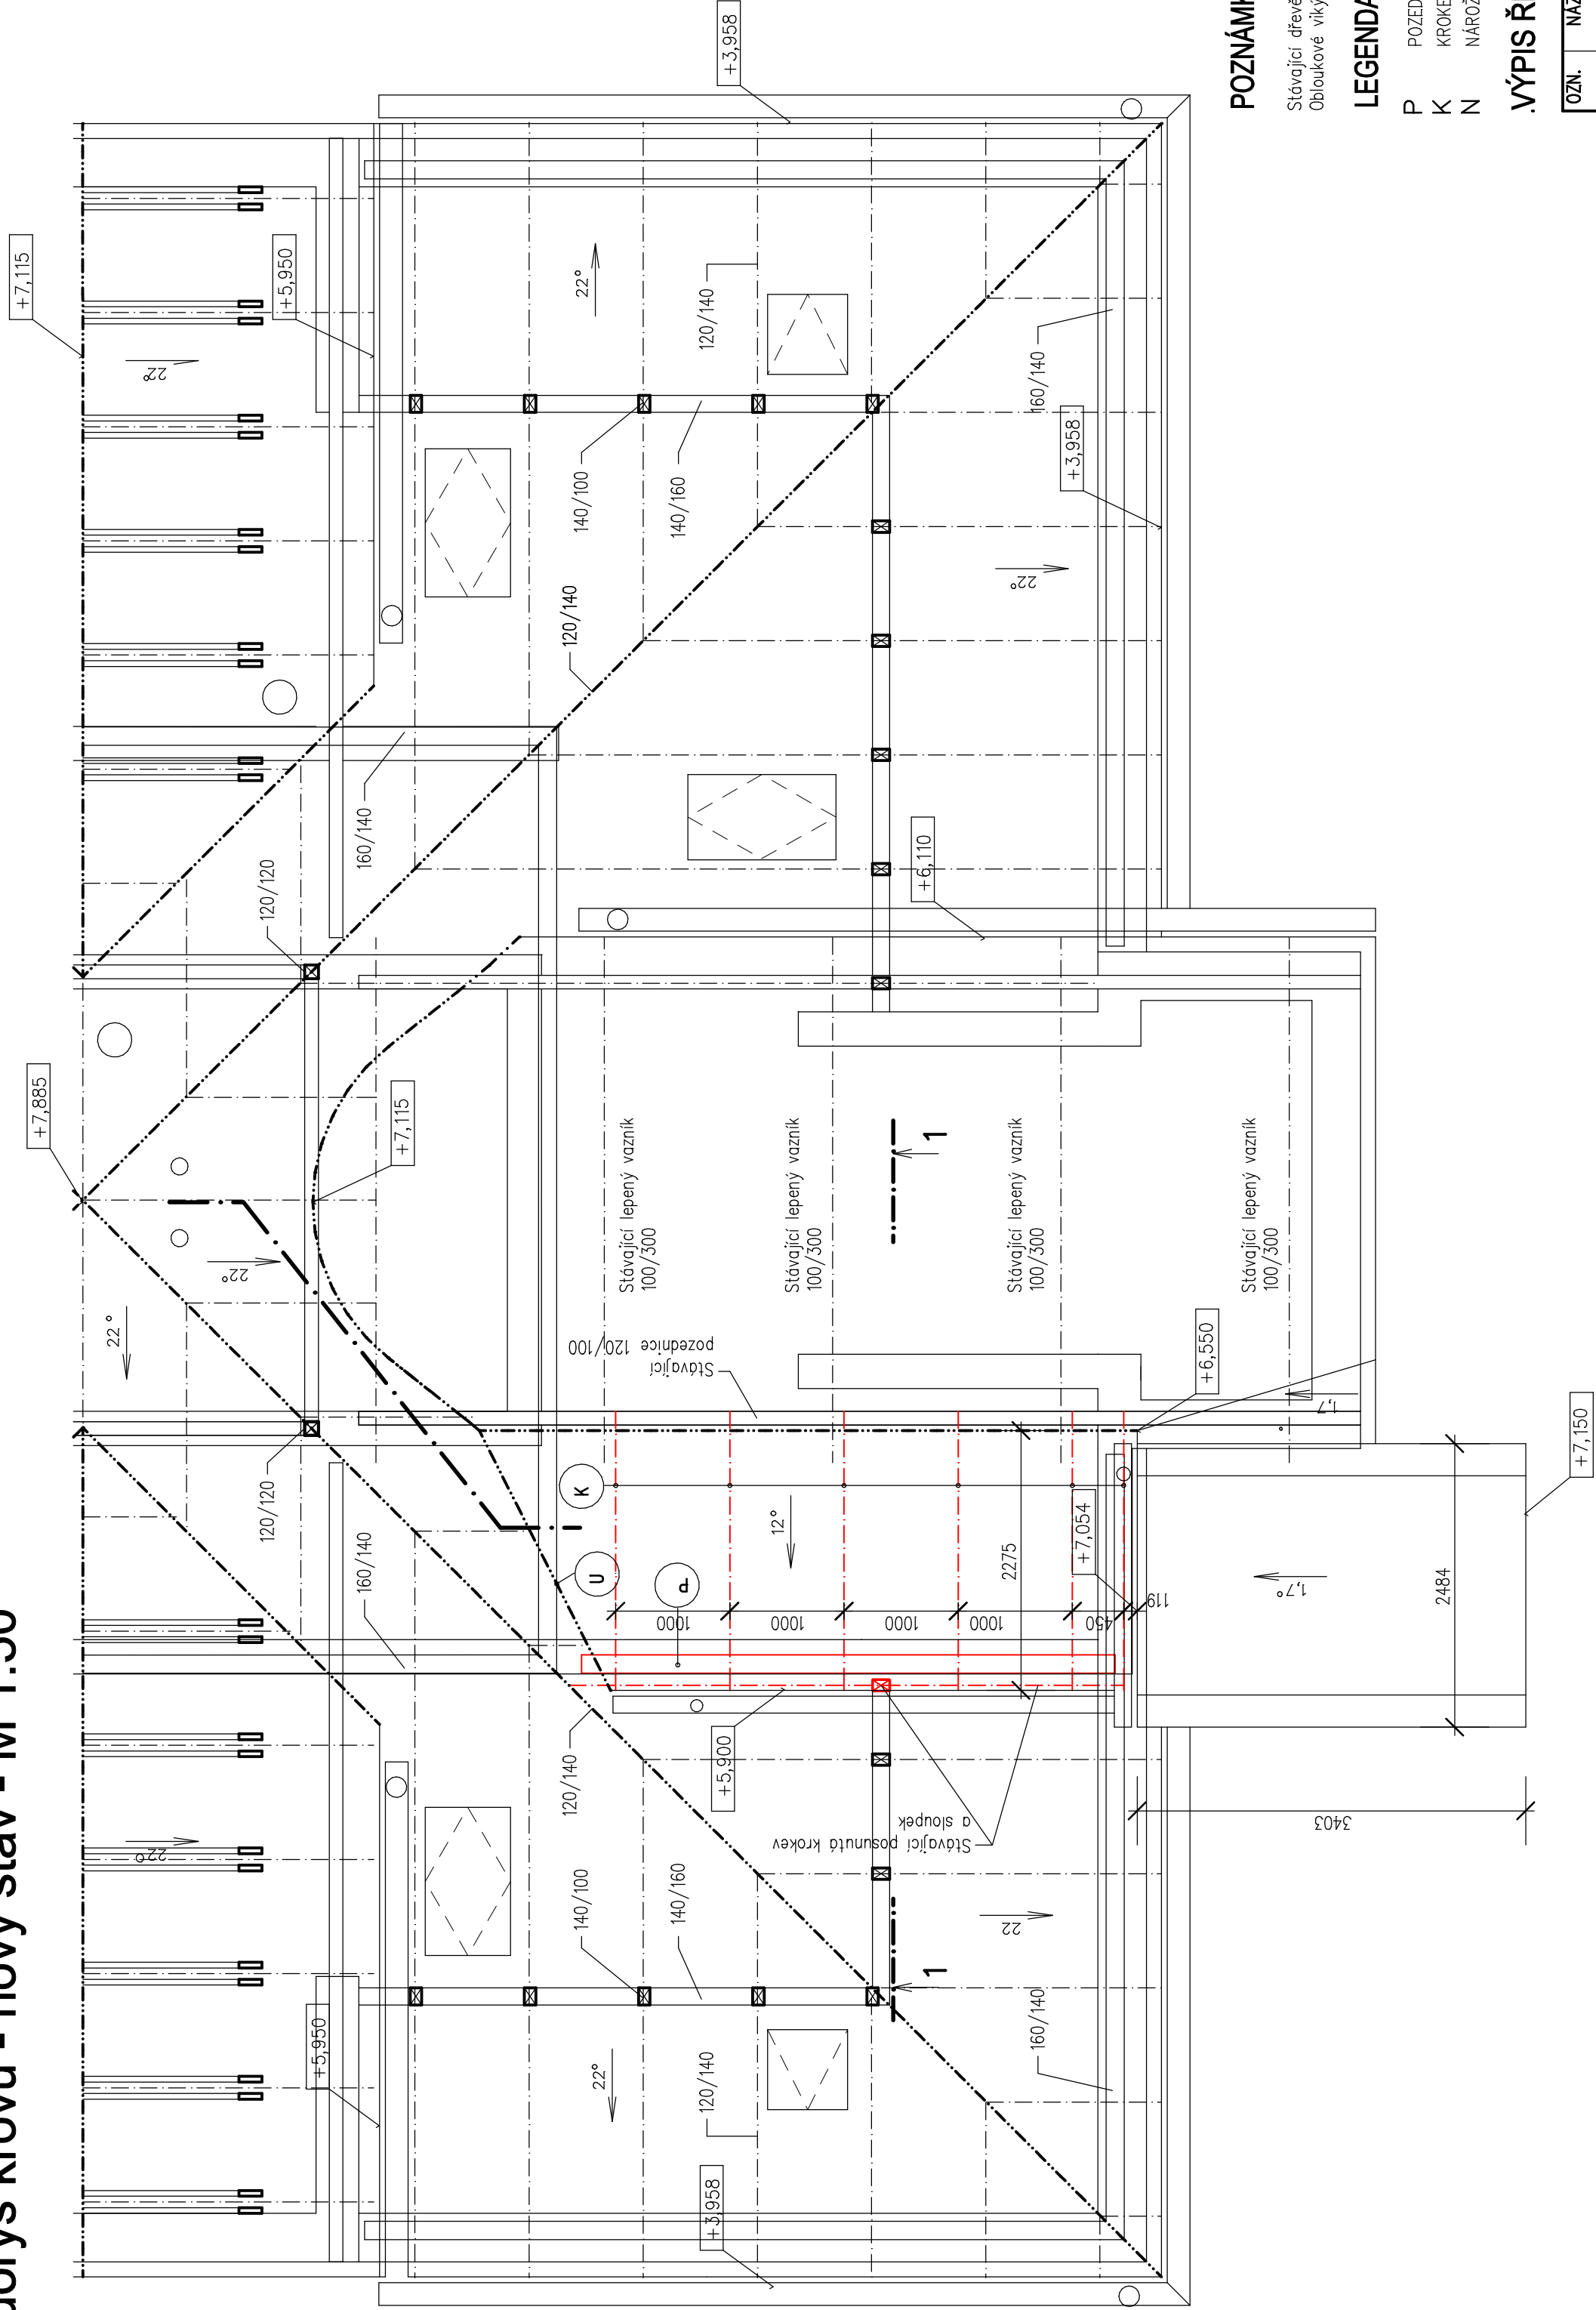 +7,115
22°
+5,950
+3,958
22°
120/140
140/100
140/160
120/140
160/140
+3,958
22°
160/140
120/120
+6,110
+7,885
+7,115
22°
22°
Stávající lepený vazník
100/300
Stávající lepený vazník
100/300
Stávající lepený vazník
100/300
Stávající lepený vazník
100/300
1
Stávající
pozednice 120/100
+6,550
1,7
+7,150
120/120
K
U
P
12°
2275
+7,054
119
1000
1000
1000
1000
450
1,7°
2484
3403
160/140
120/140
+5,900
Stávající posunutá krokev
a sloupek
22°
140/100
140/160
22
1
+5,950
22°
120/140
160/140
+3,958
Stávající dřevě
Obloukové viký
LEGENDA
P
K
N
OZN.